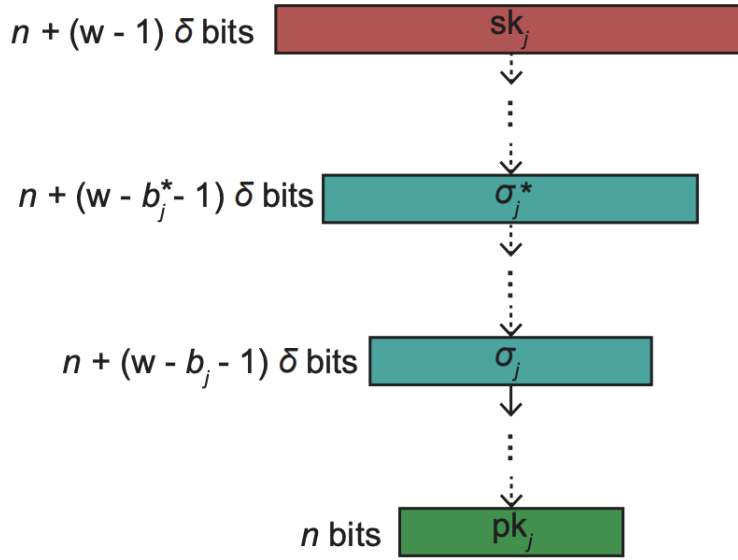 n + (w - 1) δ bits sk_j
⋮
n + (w - b_j^* - 1) δ bits σ_j^*
⋮
n + (w - b_j - 1) δ bits σ_j
⋮
n bits pk_j